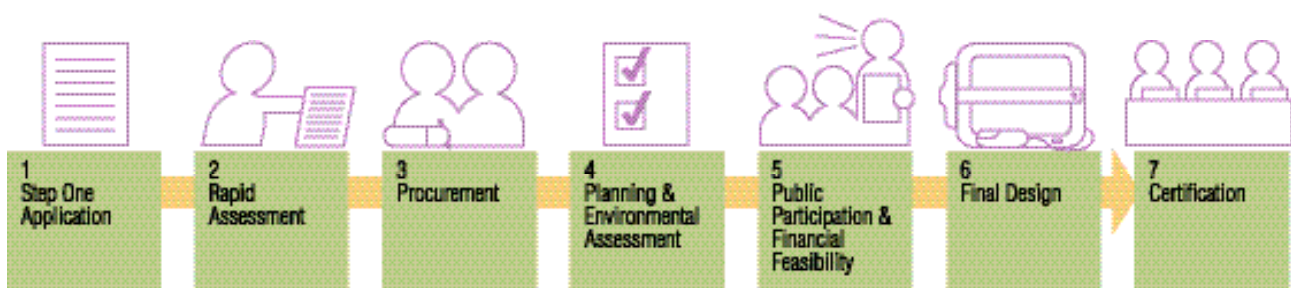 1
Step One
Application
2
Rapid
Assessment
3
Procurement
4
Planning &
Environmental
Assessment
5
Public
Participation &
Financial
Feasibility
6
Final Design
7
Certification